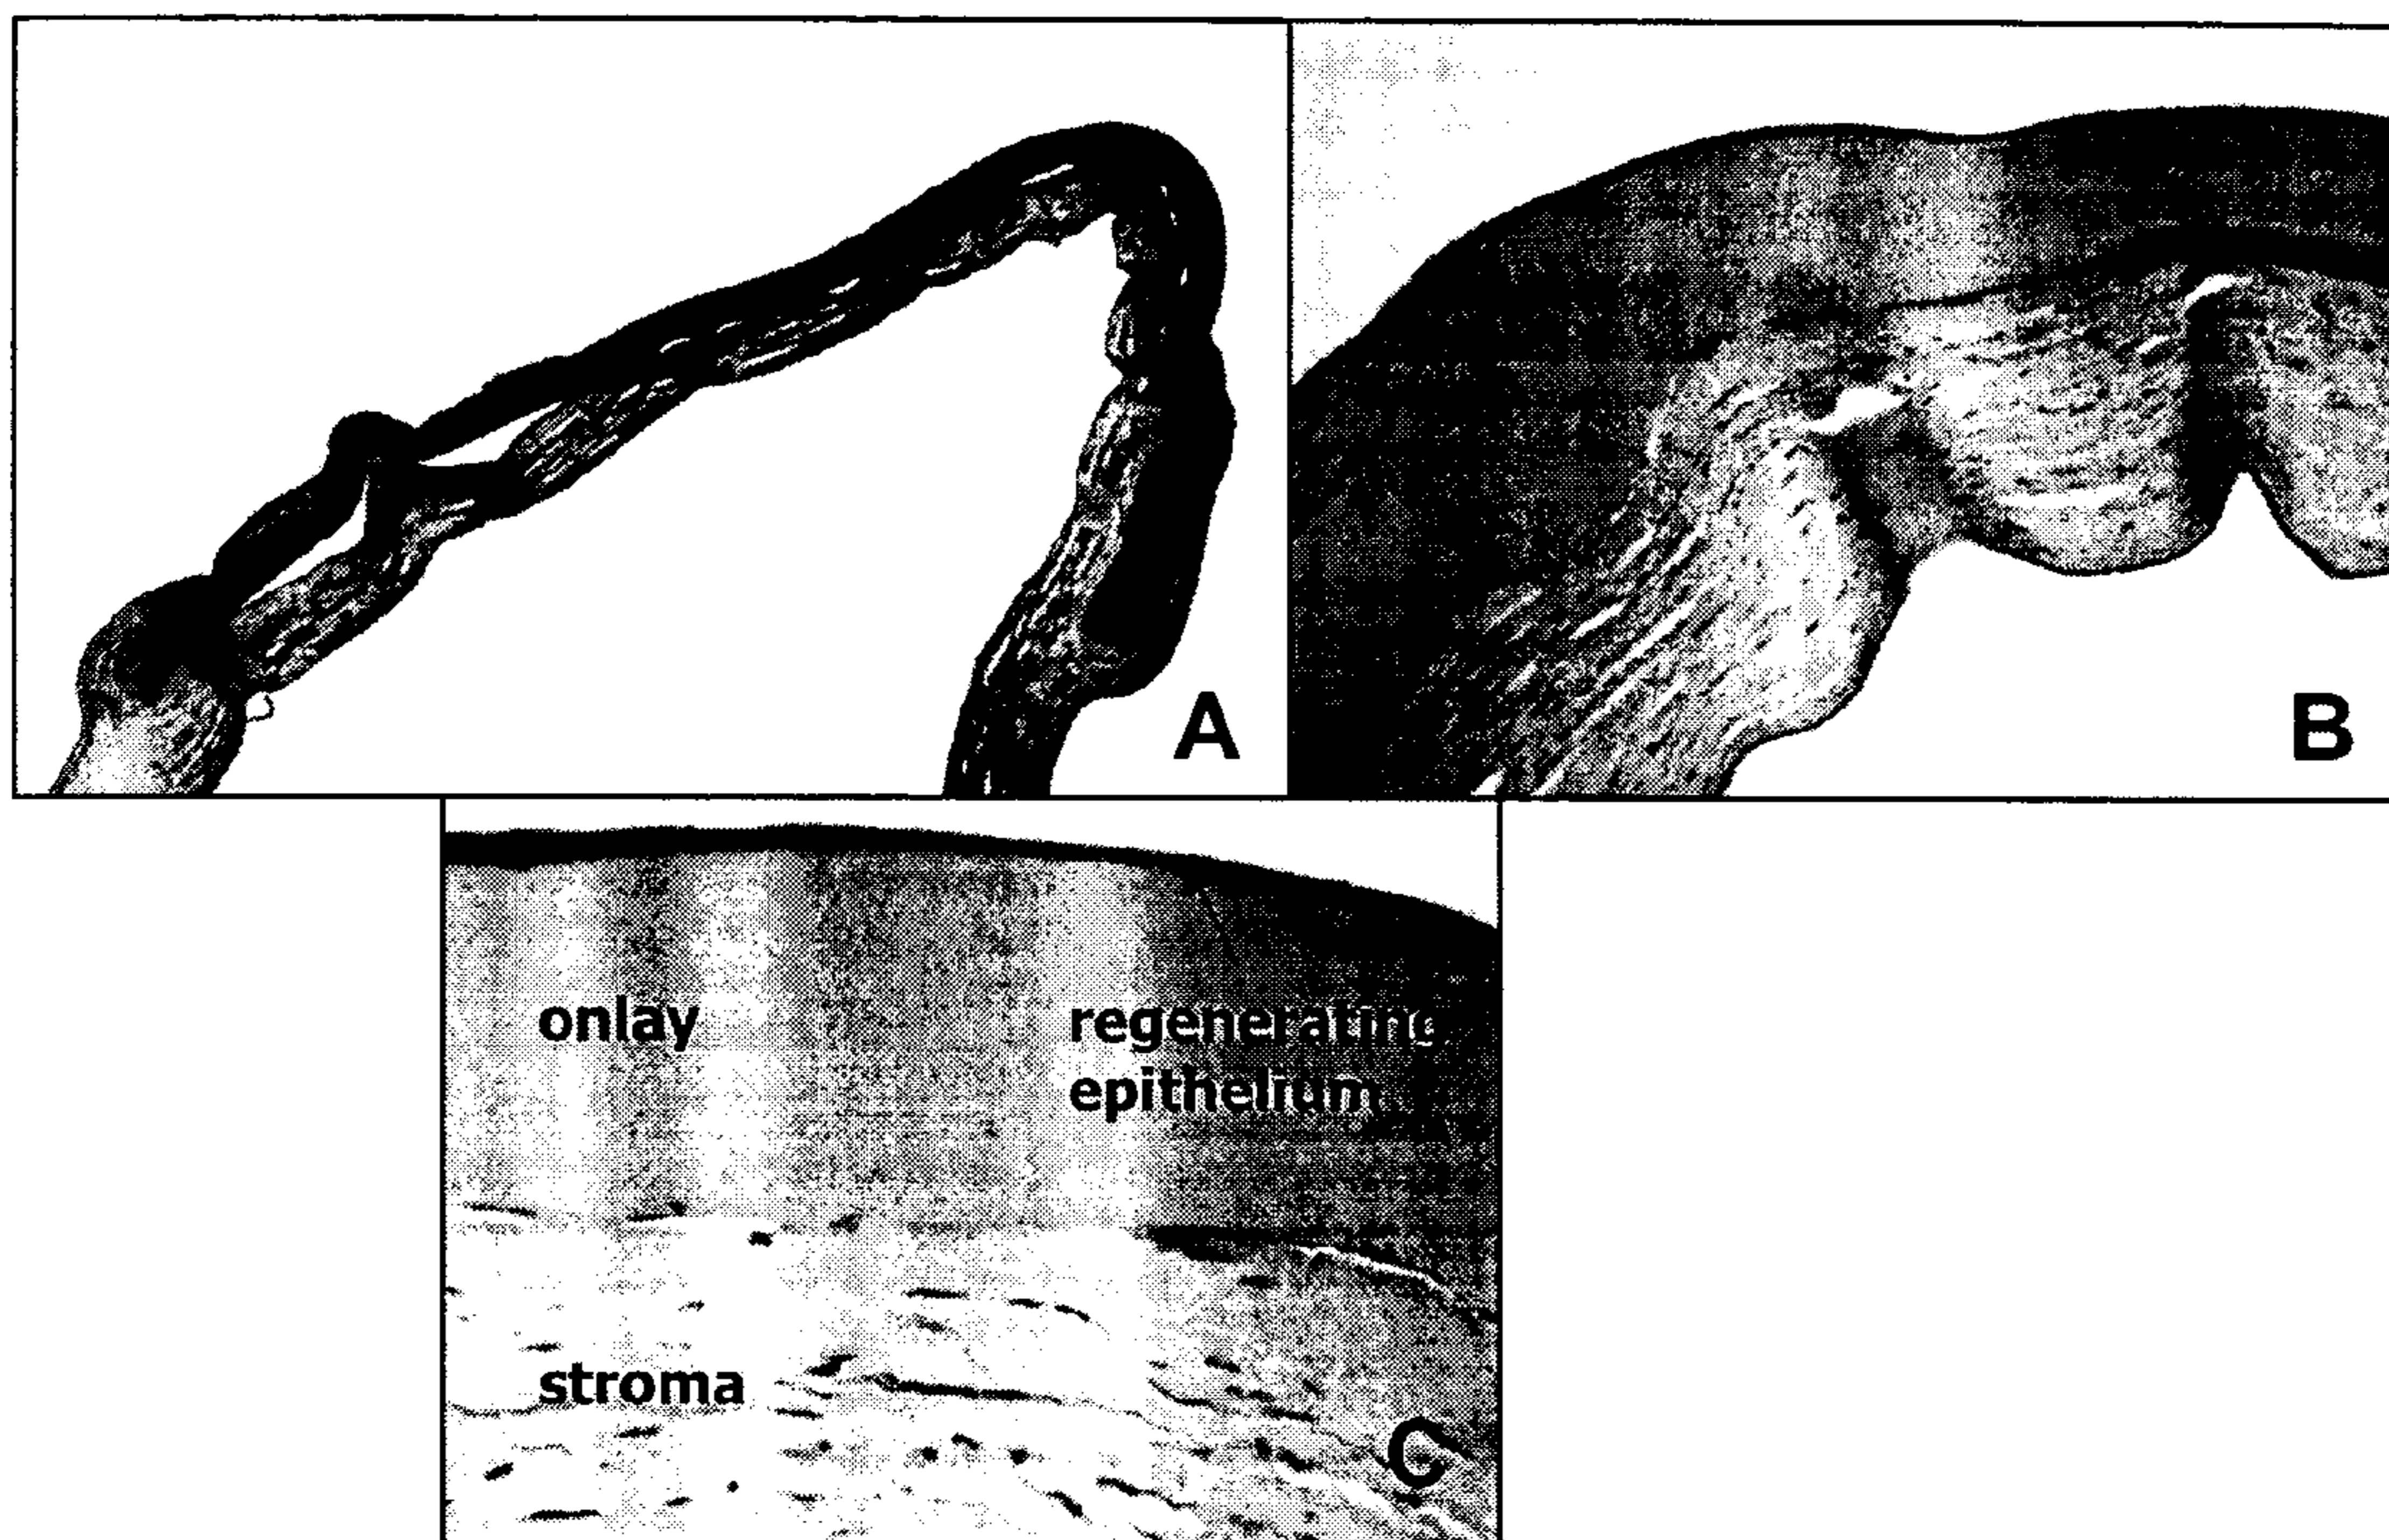 A
B
onlay
regenerating
epithelium
stroma
C